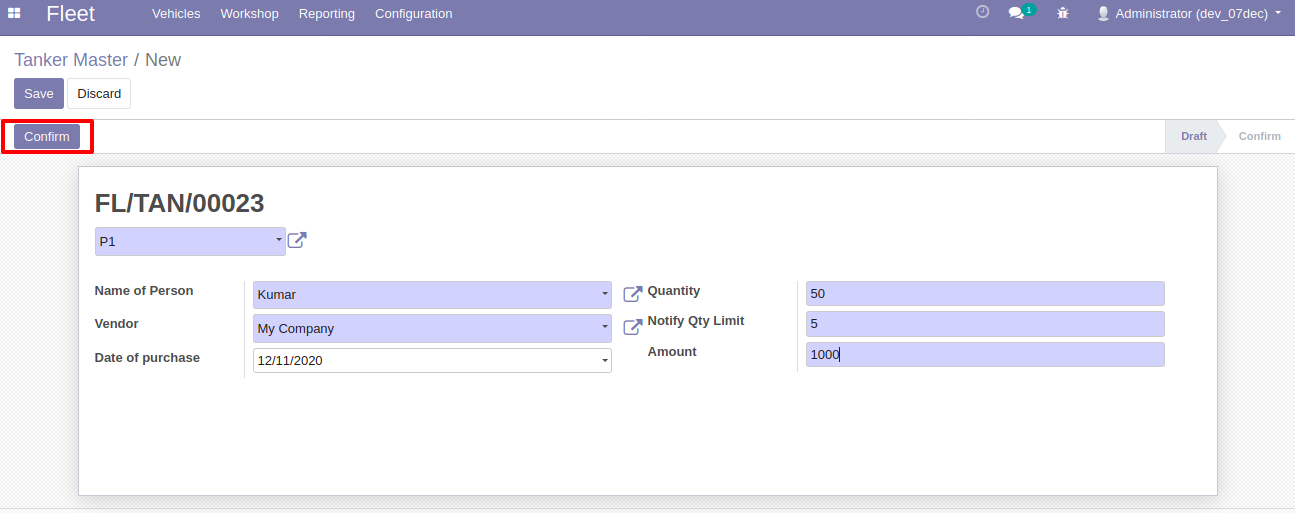 Fleet Vehicles Workshop Reporting Configuration 1 Administrator (dev_07dec)
Tanker Master / New
Save Discard
Confirm Draft Confirm
FL/TAN/00023
P1
Name of Person Kumar Quantity 50
Vendor My Company Notify Qty Limit 5
Date of purchase 12/11/2020 Amount 1000